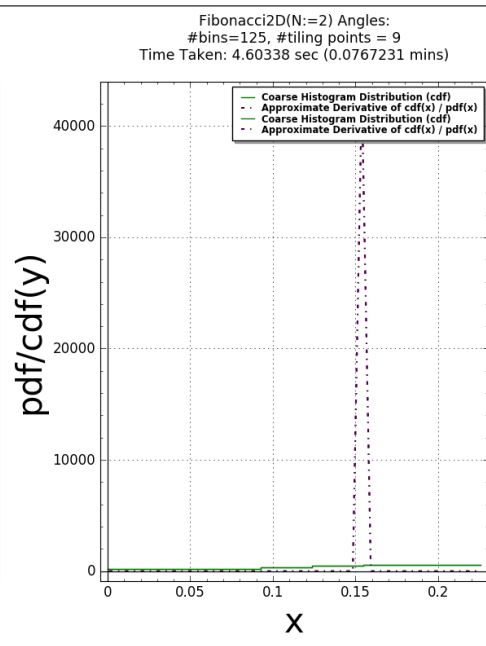 Fibonacci2D(N:=2) Angles:
#bins=125, #tiling points = 9
Time Taken: 4.60338 sec (0.0767231 mins)
Coarse Histogram Distribution (cdf)
Approximate Derivative of cdf(x) / pdf(x)
Coarse Histogram Distribution (cdf)
Approximate Derivative of cdf(x) / pdf(x)
40000
30000
20000
10000
0
pdf/cdf(y)
0 0.05 0.1 0.15 0.2
x